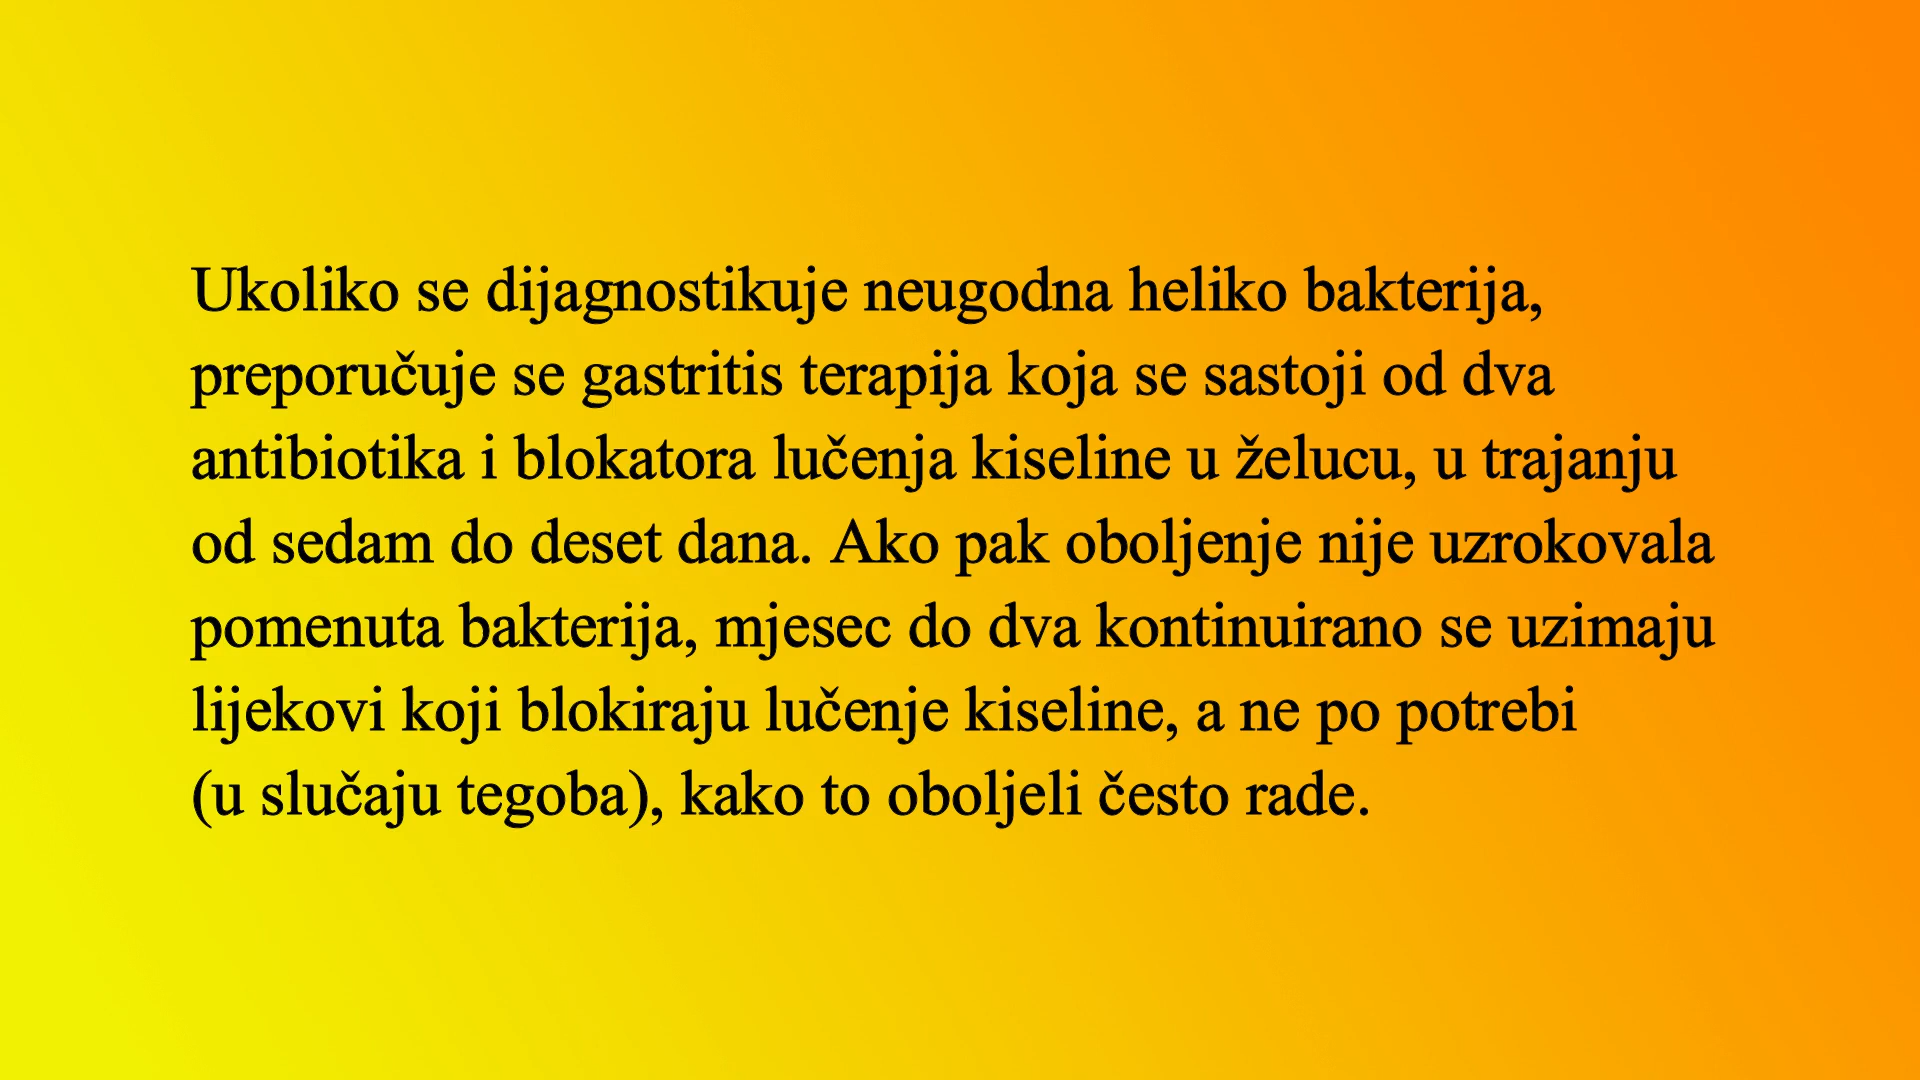 Ukoliko se dijagnostikuje neugodna heliko bakterija,
preporučuje se gastritis terapija koja se sastoji od dva
antibiotika i blokatora lučenja kiseline u želucu, u trajanju
od sedam do deset dana. Ako pak oboljenje nije uzrokovala
pomenuta bakterija, mjesec do dva kontinuirano se uzimaju
lijekovi koji blokiraju lučenje kiseline, a ne po potrebi
(u slučaju tegoba), kako to oboljeli često rade.